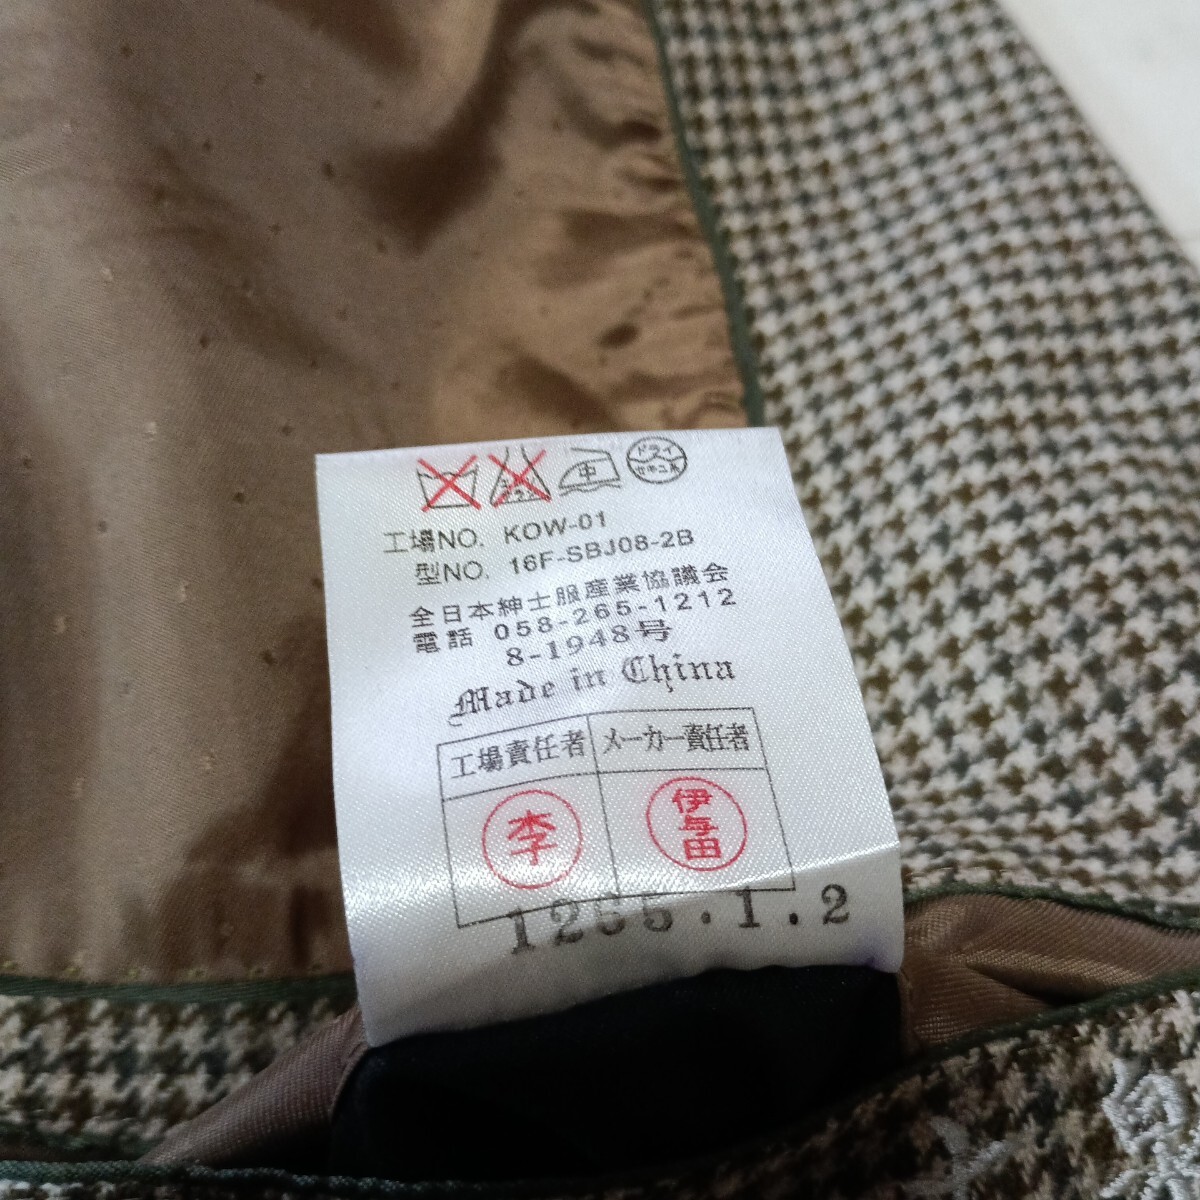 中 ドライ
セキユ系
工場NO. KOW-01
型NO. 16F-SBJ08-2B
全日本紳士服産業協議会
電話 058-265-1212
8-1948号
Made in China
工場責任者 メーカー責任者
李 伊与田
1265.1.2